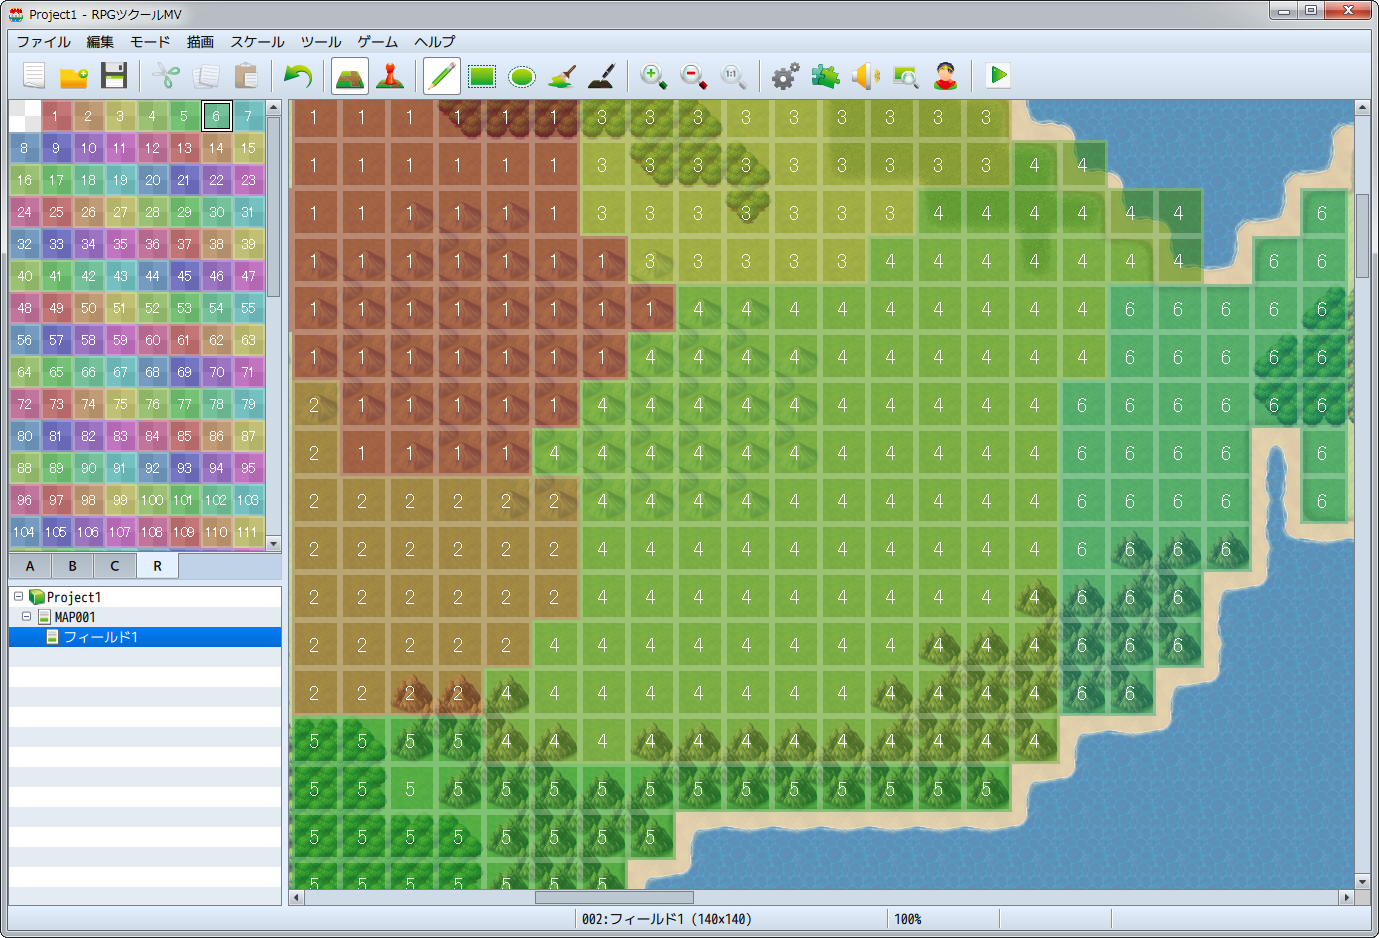 Project1 - RPGツクールMV
ファイル 編集 モード 描画 スケール ツール ゲーム ヘルプ
1:1
1 2 3 4 5 6 7
8 9 10 11 12 13 14 15
16 17 18 19 20 21 22 23
24 25 26 27 28 29 30 31
32 33 34 35 36 37 38 39
40 41 42 43 44 45 46 47
48 49 50 51 52 53 54 55
56 57 58 59 60 61 62 63
64 65 66 67 68 69 70 71
72 73 74 75 76 77 78 79
80 81 82 83 84 85 86 87
88 89 90 91 92 93 94 95
96 97 98 99 100 101 102 103
104 105 106 107 108 109 110 111
A B C R
Project1
MAP001
フィールド1
1 1 1 1 1 1 3 3 3 3 3 3 3 3 3
1 1 1 1 1 1 3 3 3 3 3 3 3 3 3 4 4
1 1 1 1 1 1 3 3 3 3 3 3 3 4 4 4 4 4 4 6
1 1 1 1 1 1 1 3 3 3 3 3 4 4 4 4 4 4 4 6 6
1 1 1 1 1 1 1 1 4 4 4 4 4 4 4 4 4 6 6 6 6 6
1 1 1 1 1 1 1 4 4 4 4 4 4 4 4 4 4 6 6 6 6 6
2 1 1 1 1 1 4 4 4 4 4 4 4 4 4 4 6 6 6 6 6 6
2 1 1 1 1 4 4 4 4 4 4 4 4 4 4 4 6 6 6 6 6
2 2 2 2 2 2 4 4 4 4 4 4 4 4 4 4 6 6 6 6 6
2 2 2 2 2 2 4 4 4 4 4 4 4 4 4 4 6 6 6 6
2 2 2 2 2 2 4 4 4 4 4 4 4 4 4 4 6 6 6
2 2 2 2 2 4 4 4 4 4 4 4 4 4 4 4 6 6 6
2 2 2 2 4 4 4 4 4 4 4 4 4 4 4 4 6 6
5 5 5 5 4 4 4 4 4 4 4 4 4 4 4 4
5 5 5 5 5 5 5 5 5 5 5 5 5 5 5
5 5 5 5 5 5 5 5
5 5 5 5 5 5 5
002:フィールド1 (140x140) 100%